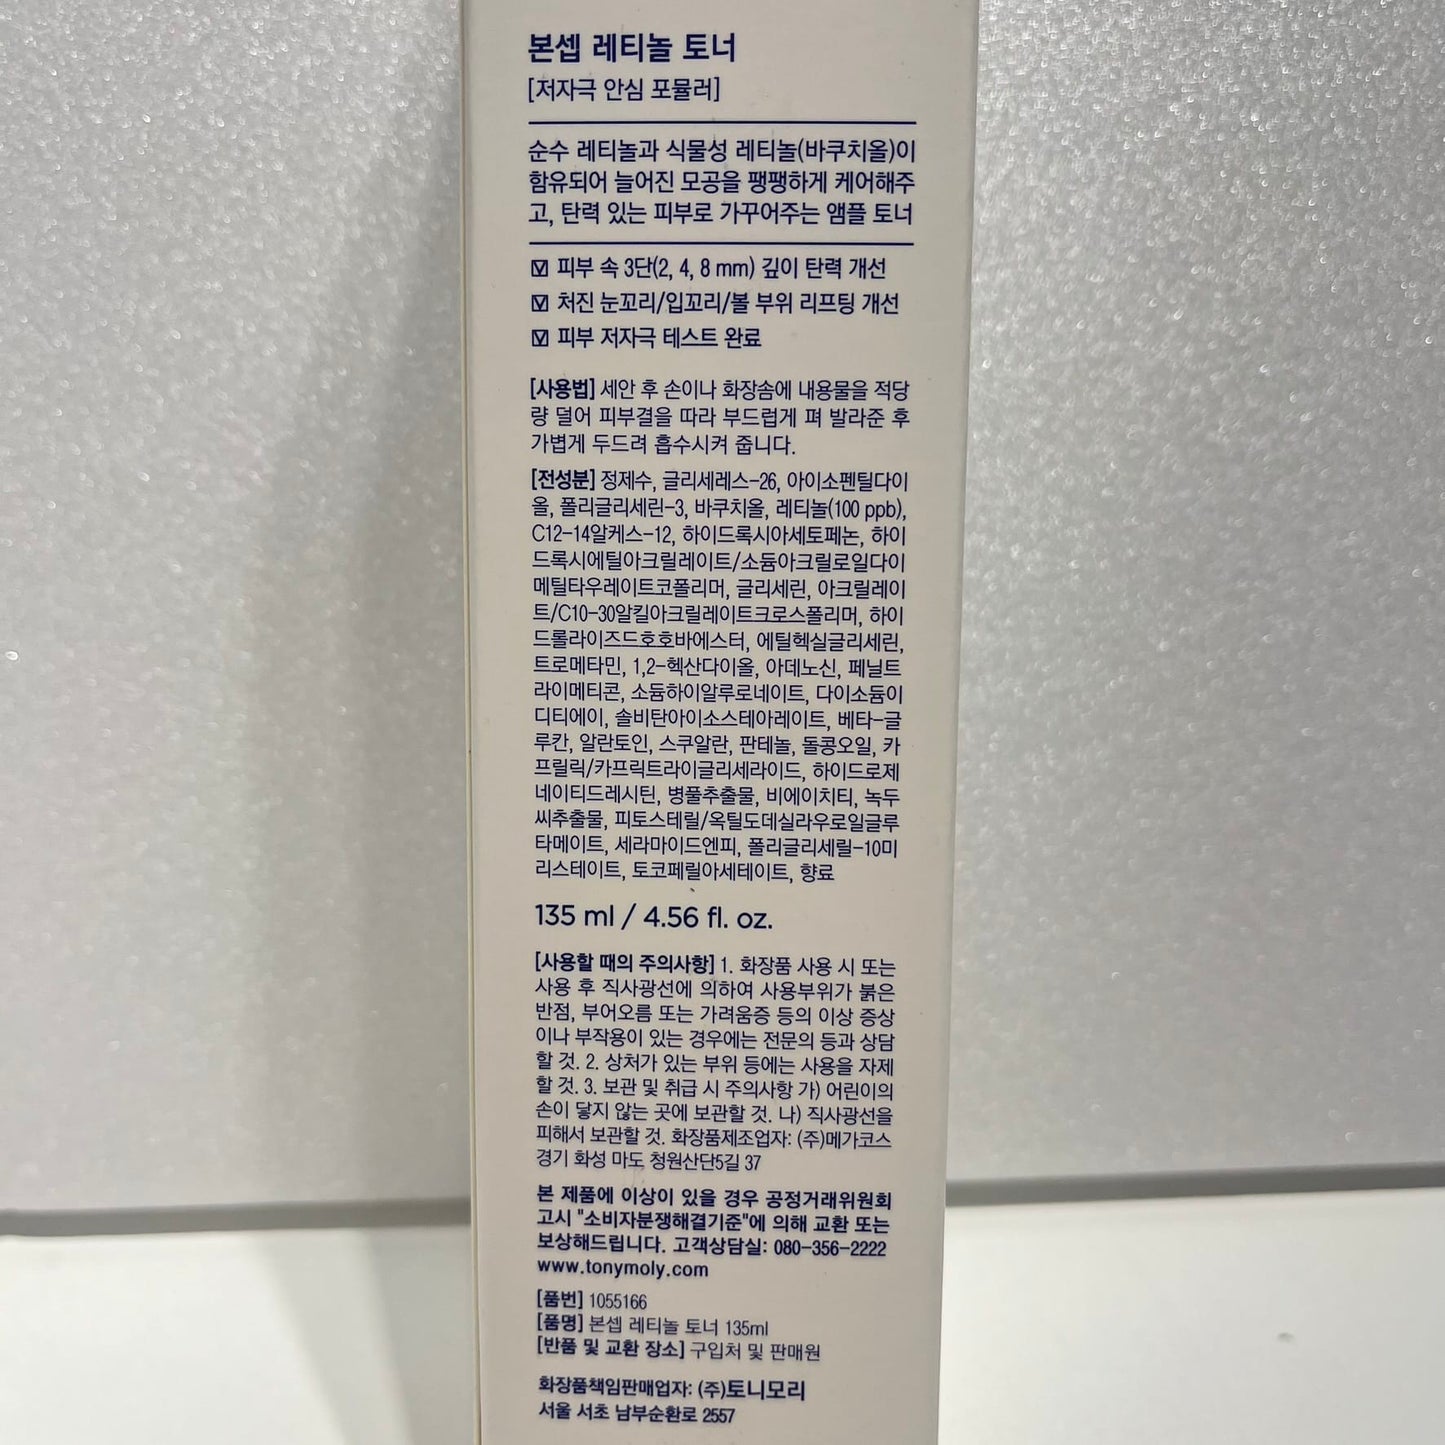 본셉 레티놀 토너
[저자극 안심 포뮬러]
순수 레티놀과 식물성 레티놀(바쿠치올)이
함유되어 늘어진 모공을 팽팽하게 케어해주
고, 탄력 있는 피부로 가꾸어주는 앰플 토너
☑ 피부 속 3단(2, 4, 8 mm) 깊이 탄력 개선
☑ 처진 눈꼬리/입꼬리/볼 부위 리프팅 개선
☑ 피부 저자극 테스트 완료
[사용법] 세안 후 손이나 화장솜에 내용물을 적당
량 덜어 피부결을 따라 부드럽게 펴 발라준 후
가볍게 두드려 흡수시켜 줍니다.
[전성분] 정제수, 글리세레스-26, 아이소펜틸다이
올, 폴리글리세린-3, 바쿠치올, 레티놀(100 ppb),
C12-14알케스-12, 하이드록시아세토페논, 하이
드록시에틸아크릴레이트/소듐아크릴로일다이
메틸타우레이트코폴리머, 글리세린, 아크릴레이
트/C10-30알킬아크릴레이트크로스폴리머, 하이
드롤라이즈드호호바에스터, 에틸헥실글리세린,
트로메타민, 1,2-헥산다이올, 아데노신, 페닐트
라이메티콘, 소듐하이알루로네이트, 다이소듐이
디티에이, 솔비탄아이소스테아레이트, 베타-글
루칸, 알란토인, 스쿠알란, 판테놀, 돌콩오일, 카
프릴릭/카프릭트라이글리세라이드, 하이드로제
네이티드레시틴, 병풀추출물, 비에이치티, 녹두
씨추출물, 피토스테릴/옥틸도데실라우로일글루
타메이트, 세라마이드엔피, 폴리글리세릴-10미
리스테이트, 토코페릴아세테이트, 향료
135 ml / 4.56 fl. oz.
[사용할 때의 주의사항] 1. 화장품 사용 시 또는
사용 후 직사광선에 의하여 사용부위가 붉은
반점, 부어오름 또는 가려움증 등의 이상 증상
이나 부작용이 있는 경우에는 전문의 등과 상담
할 것. 2. 상처가 있는 부위 등에는 사용을 자제
할 것. 3. 보관 및 취급 시 주의사항 가) 어린이의
손이 닿지 않는 곳에 보관할 것. 나) 직사광선을
피해서 보관할 것. 화장품제조업자: (주)메가코스
경기 화성 마도 청원산단5길 37
본 제품에 이상이 있을 경우 공정거래위원회
고시 "소비자분쟁해결기준"에 의해 교환 또는
보상해드립니다. 고객상담실: 080-356-2222
www.tonymoly.com
[품번] 1055166
[품명] 본셉 레티놀 토너 135ml
[반품 및 교환 장소] 구입처 및 판매원
화장품책임판매업자: (주)토니모리
서울 서초 남부순환로 2557